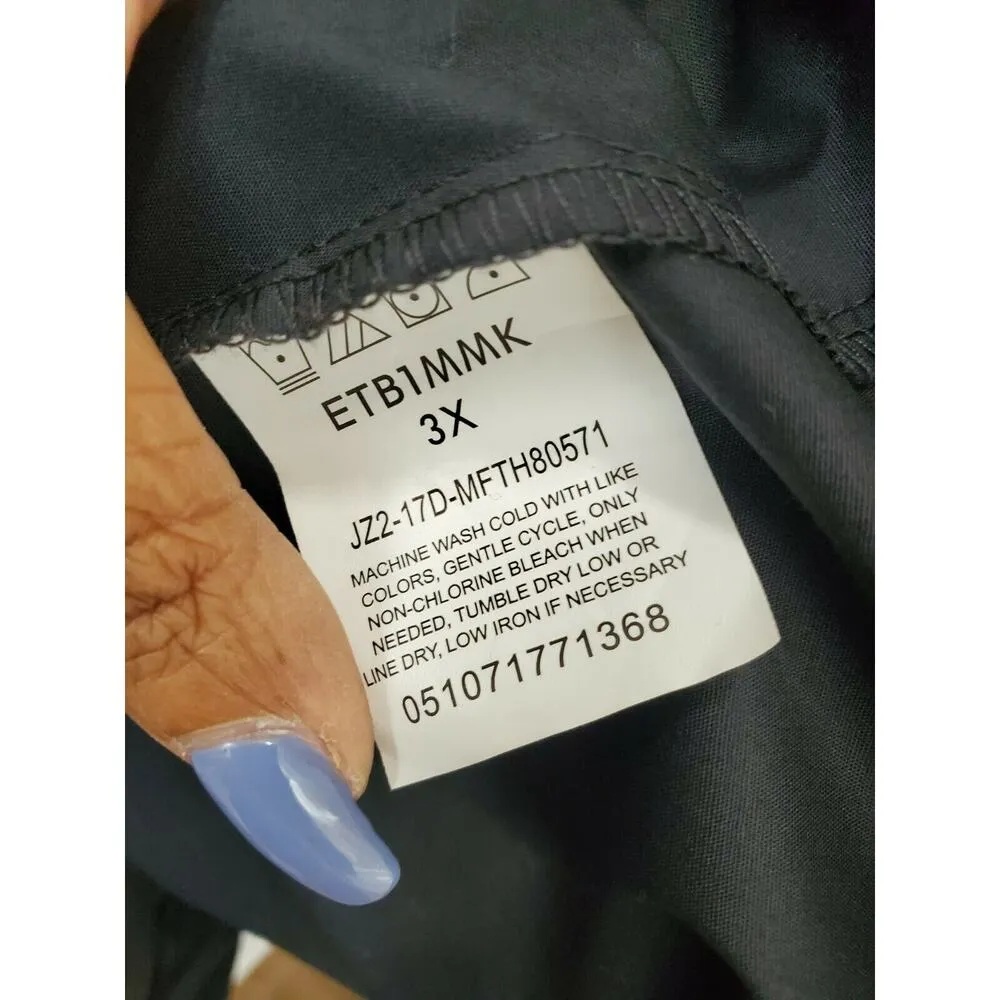 ETB1MMK
3X
JZ2-17D-MFTH80571
MACHINE WASH COLD WITH LIKE
COLORS, GENTLE CYCLE, ONLY
NON-CHLORINE BLEACH WHEN
NEEDED, TUMBLE DRY LOW OR
LINE DRY, LOW IRON IF NECESSARY
051071771368